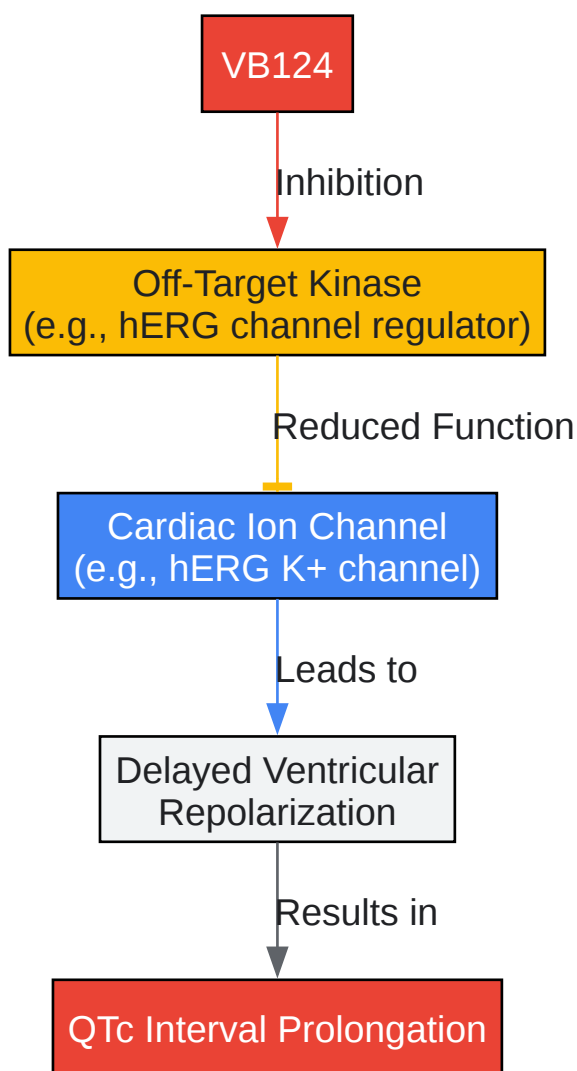 VB124
Inhibition
Off-Target Kinase
(e.g., hERG channel regulator)
Reduced Function
Cardiac Ion Channel
(e.g., hERG K+ channel)
Leads to
Delayed Ventricular
Repolarization
Results in
QTc Interval Prolongation